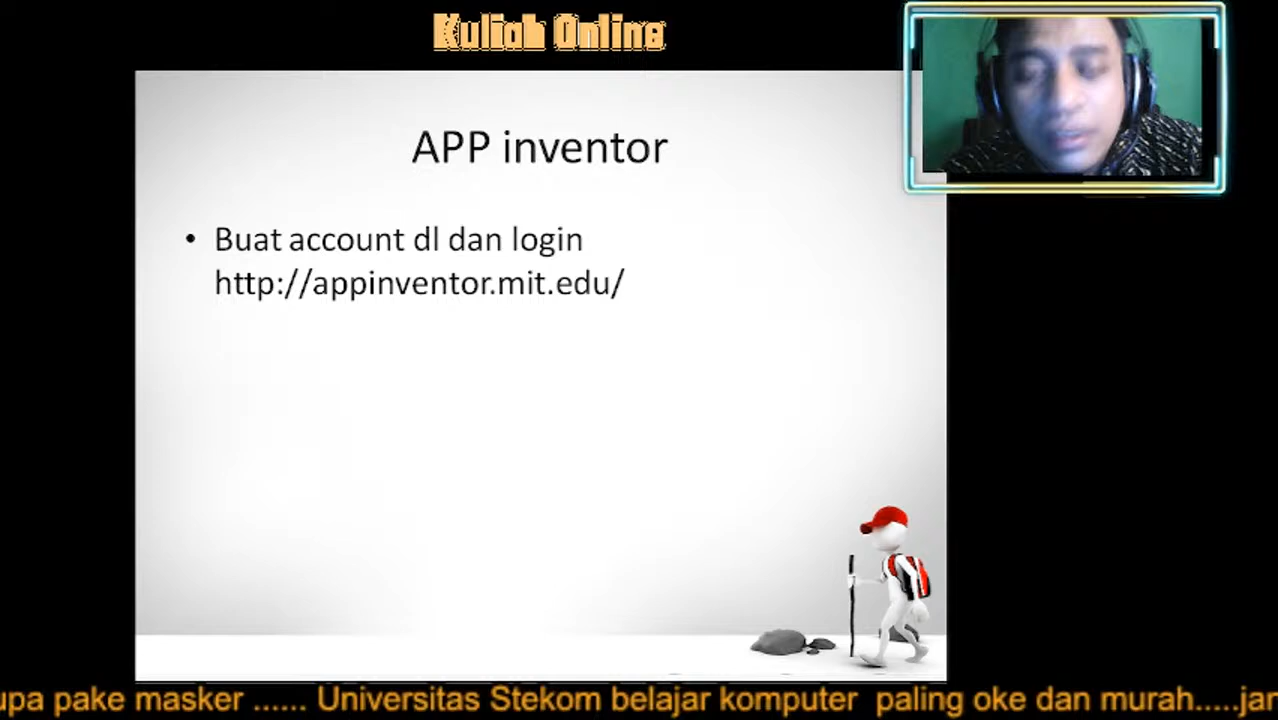 Kuliah Online
APP inventor
• Buat account dl dan login
http://appinventor.mit.edu/
upa pake masker ...... Universitas Stekom belajar komputer paling oke dan murah.....jar